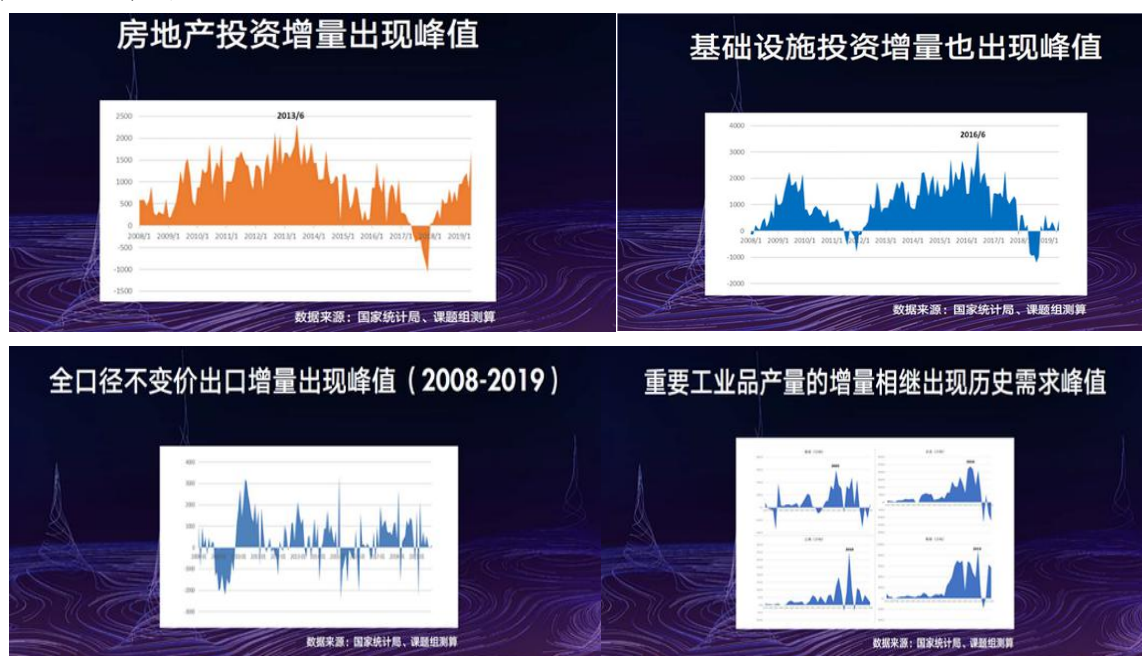 房地产投资增量出现峰值
2013/6
2500
2000
1500
1000
500
0
-500
-1000
-1500
2008/1 2009/1 2010/1 2011/1 2012/1 2013/1 2014/1 2015/1 2016/1 2017/1 2018/1 2019/1
数据来源：国家统计局、课题组测算
基础设施投资增量也出现峰值
2016/6
4000
3000
2000
1000
0
-1000
-2000
2008/1 2009/1 2010/1 2011/1 2012/1 2013/1 2014/1 2015/1 2016/1 2017/1 2018/1 2019/1
数据来源：国家统计局、课题组测算
全口径不变价出口增量出现峰值（2008-2019）
数据来源：国家统计局、课题组测算
重要工业品产量的增量相继出现历史需求峰值
数据来源：国家统计局、课题组测算